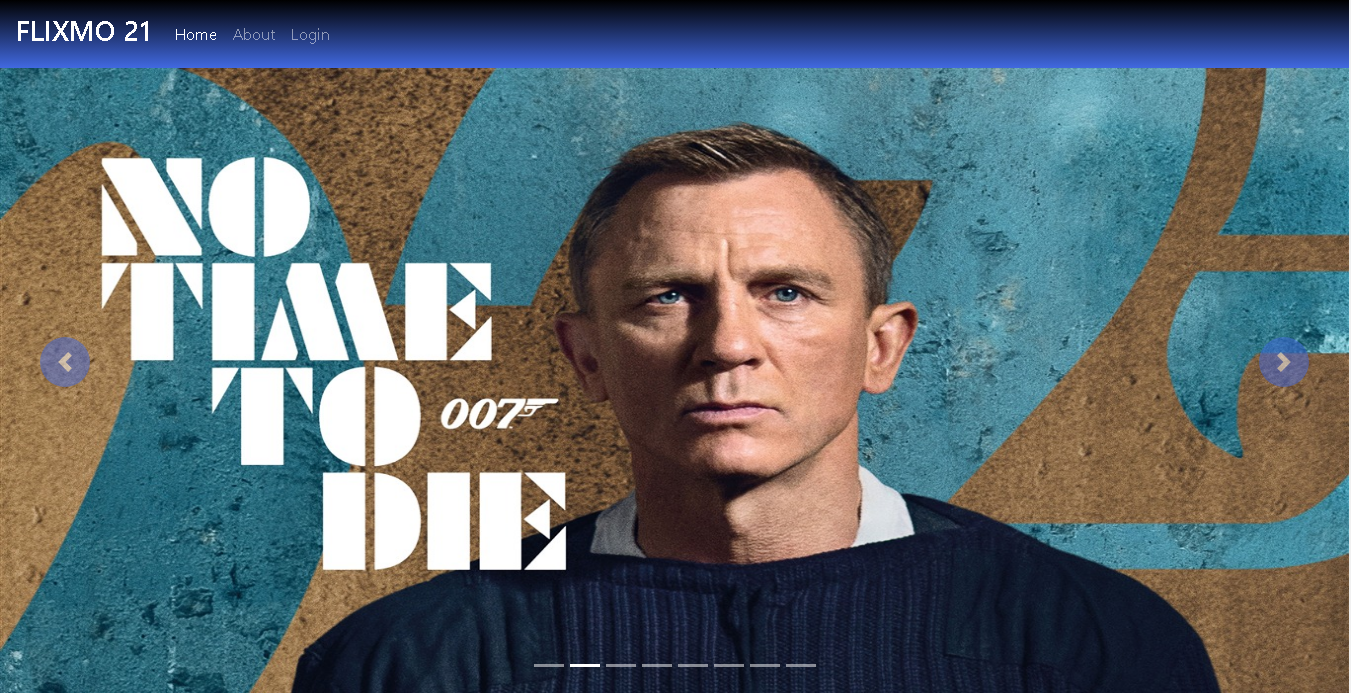 FLIXMO 21 Home About Login
NO
TIME
TO
007
DIE